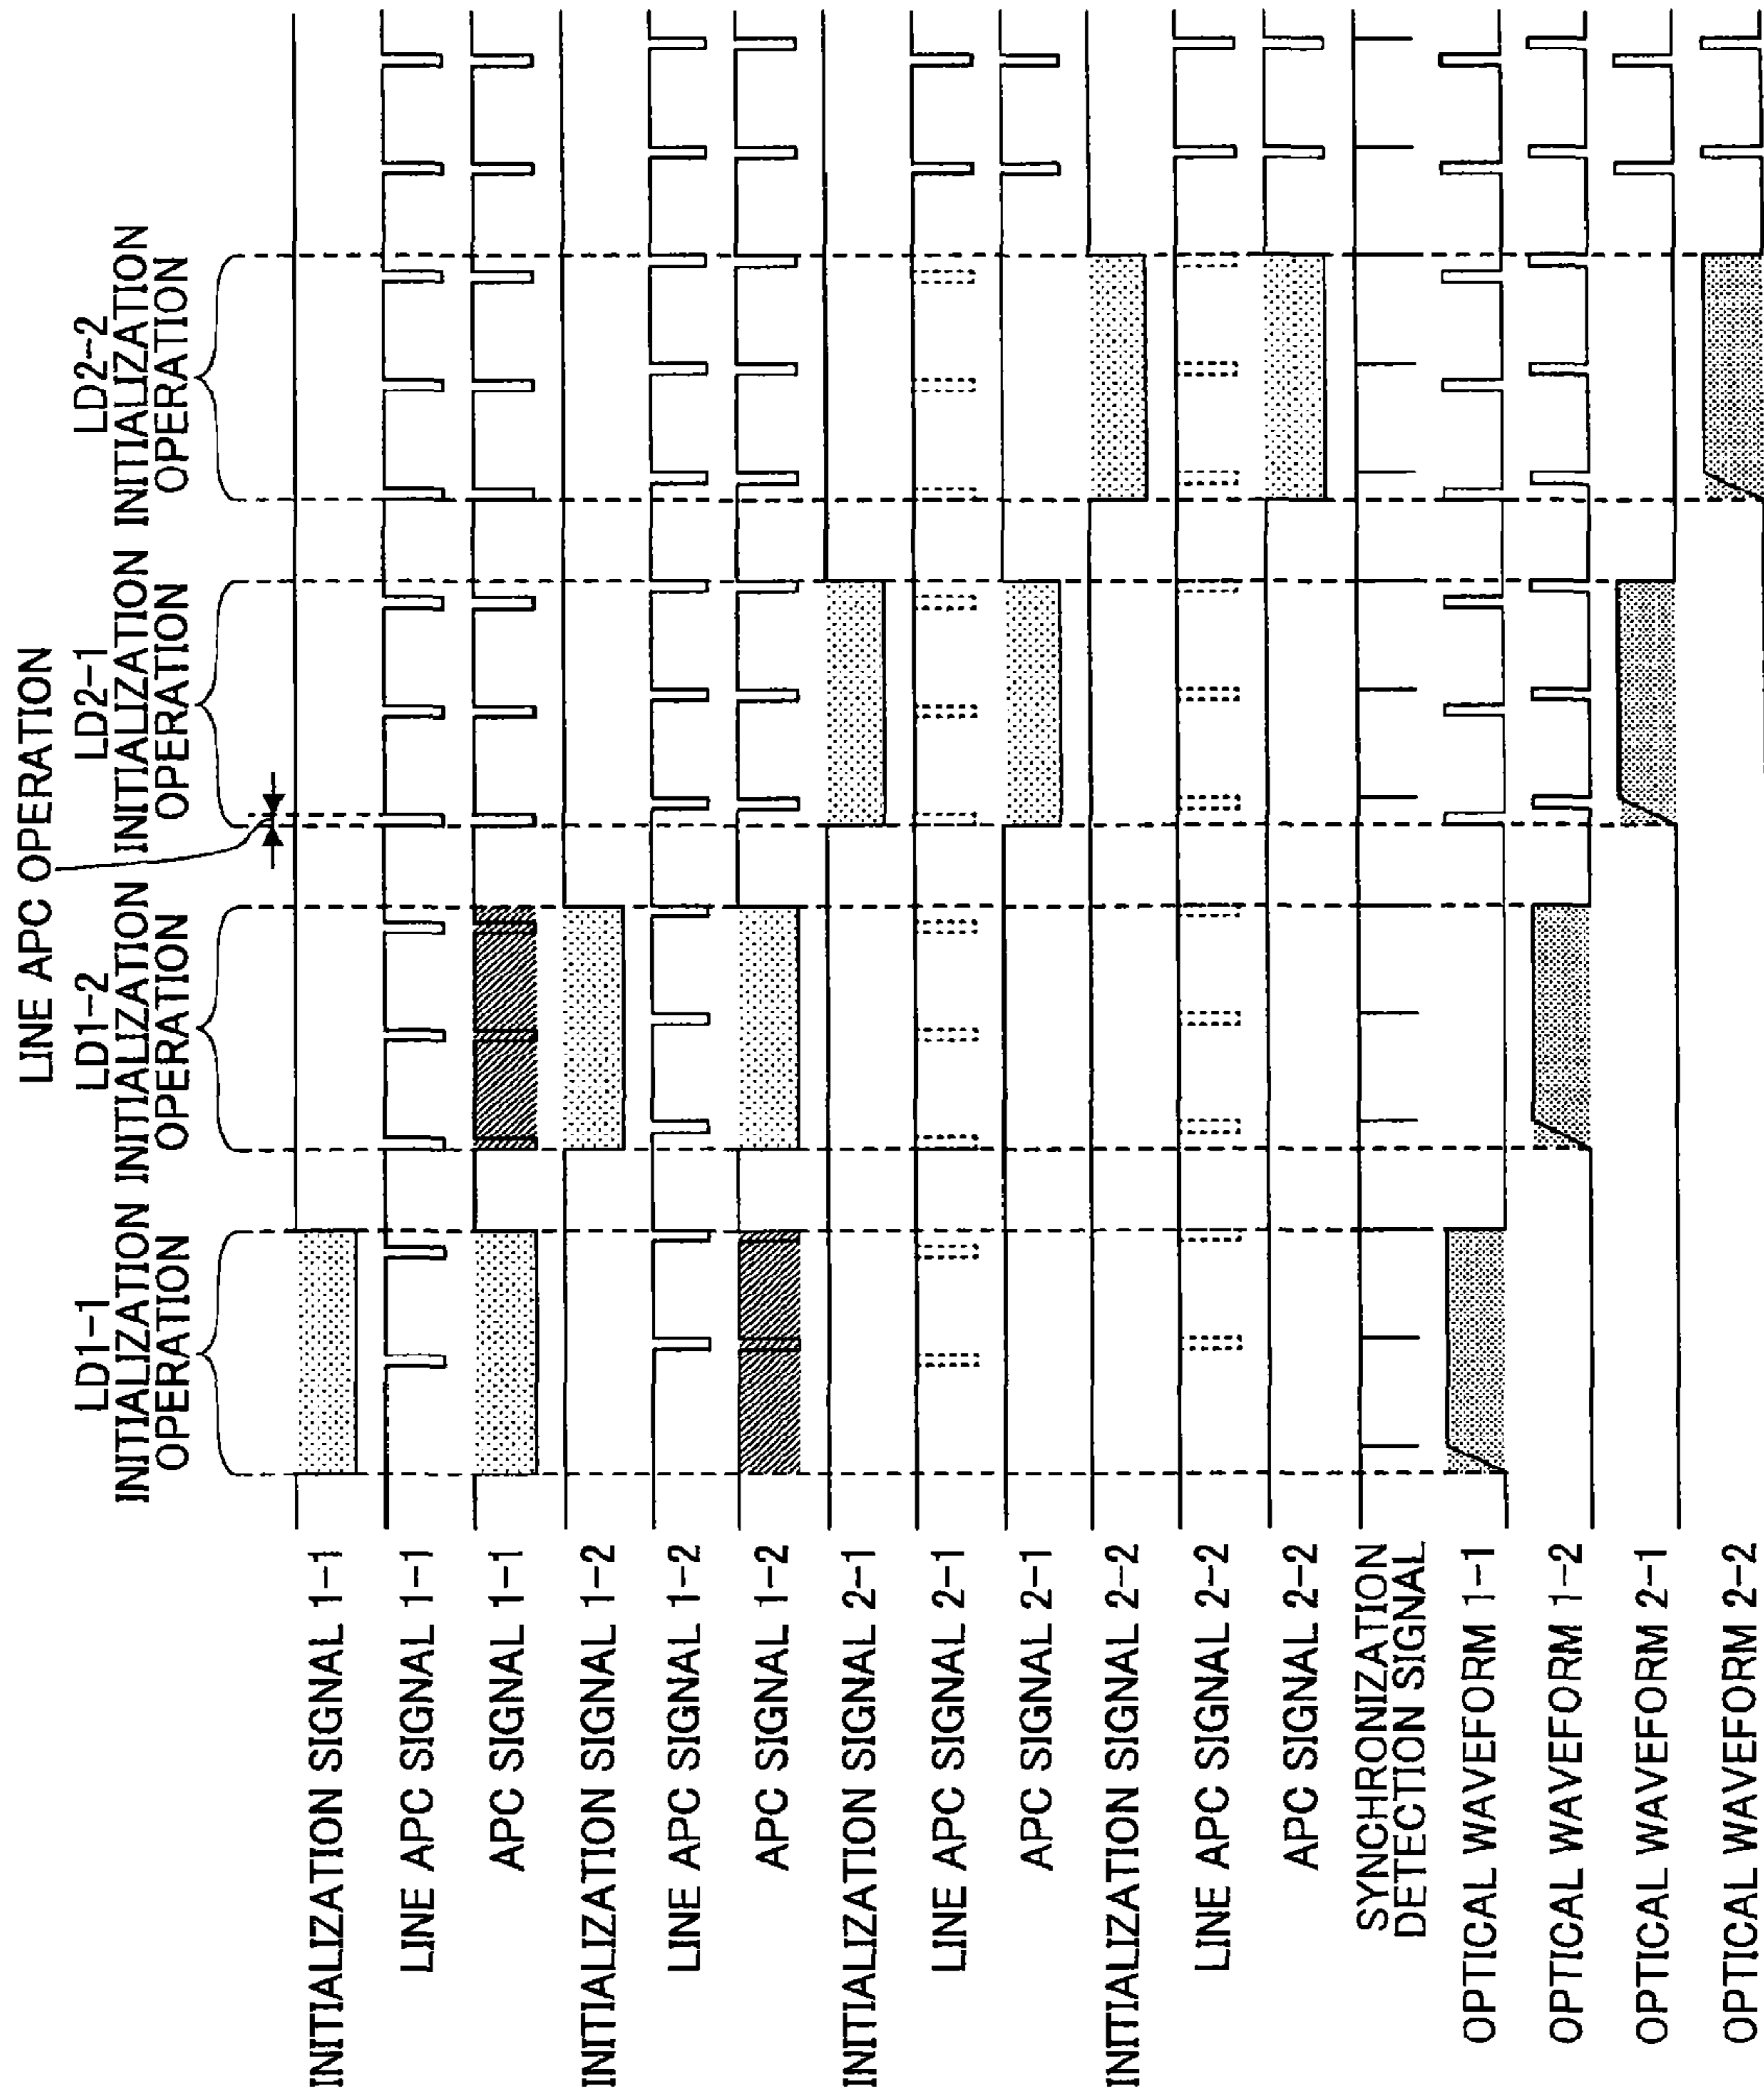 LINE APC OPERATION
LD1-1
INITIALIZATION
OPERATION
LD1-2
INITIALIZATION
OPERATION
LD2-1
INITIALIZATION
OPERATION
LD2-2
INITIALIZATION
OPERATION
INITIALIZATION SIGNAL 1-1
LINE APC SIGNAL 1-1
APC SIGNAL 1-1
INITIALIZATION SIGNAL 1-2
LINE APC SIGNAL 1-2
APC SIGNAL 1-2
INITIALIZATION SIGNAL 2-1
LINE APC SIGNAL 2-1
APC SIGNAL 2-1
INITIALIZATION SIGNAL 2-2
LINE APC SIGNAL 2-2
APC SIGNAL 2-2
SYNCHRONIZATION
DETECTION SIGNAL
OPTICAL WAVEFORM 1-1
OPTICAL WAVEFORM 1-2
OPTICAL WAVEFORM 2-1
OPTICAL WAVEFORM 2-2